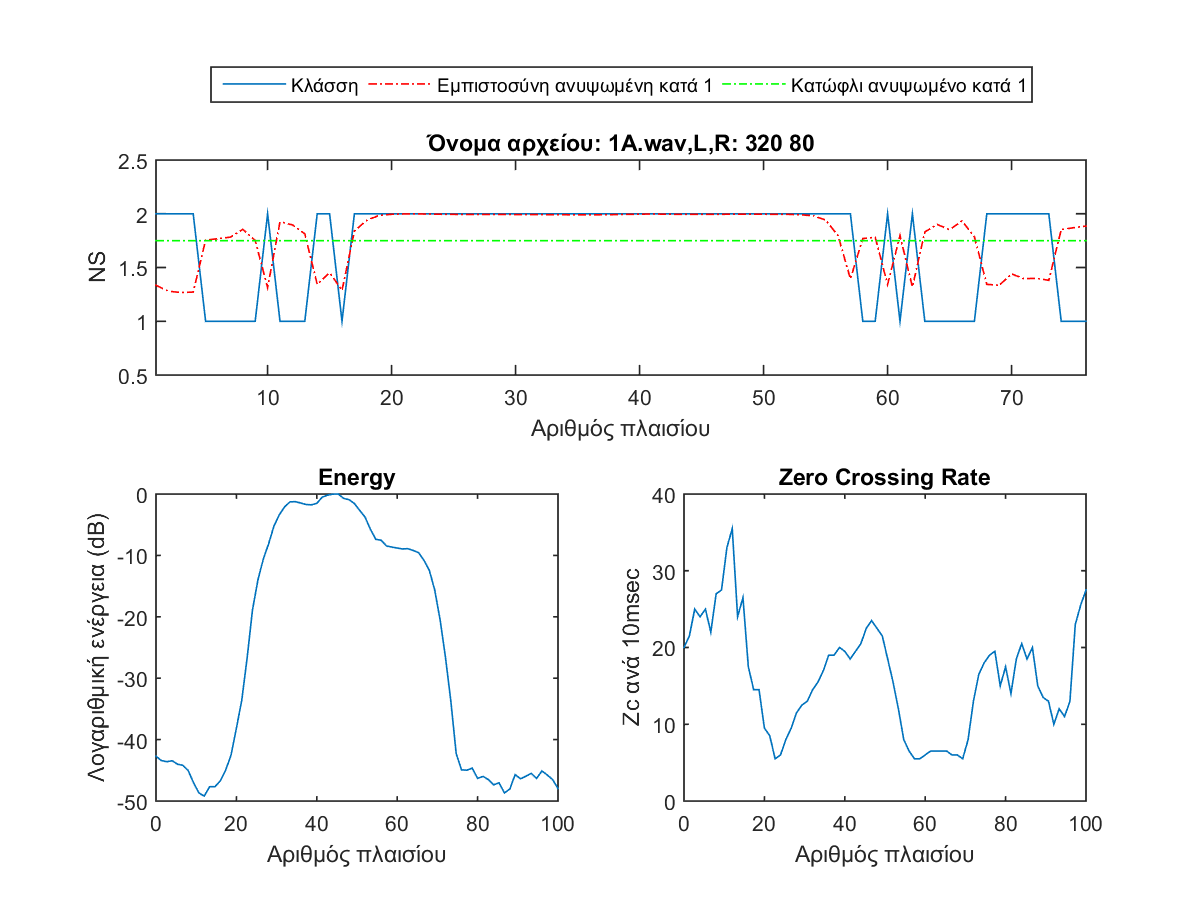 Κλάσση Εμπιστοσύνη ανυψωμένη κατά 1 Κατώφλι ανυψωμένο κατά 1
Όνομα αρχείου: 1A.wav,L,R: 320 80
2.5
2
1.5
1
0.5
NS
10 20 30 40 50 60 70
Αριθμός πλαισίου
Energy
0
-10
-20
-30
-40
-50
Λογαριθμική ενέργεια (dB)
0 20 40 60 80 100
Αριθμός πλαισίου
Zero Crossing Rate
40
30
20
10
0
Zc ανά 10msec
0 20 40 60 80 100
Αριθμός πλαισίου